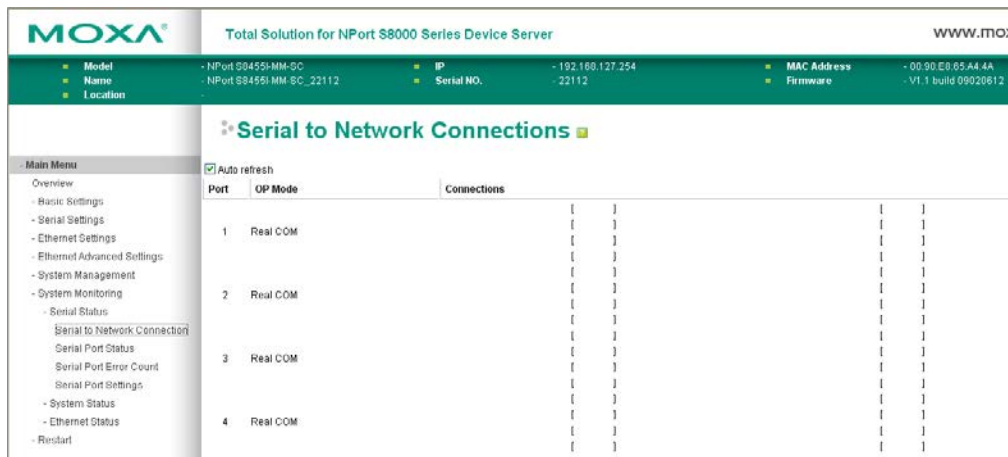 MOXA® Total Solution for NPort S8000 Series Device Server www.mo
Model - NPort S8455I-MM-SC IP - 192.168.127.254 MAC Address - 00:90:E8:65:A4:4A
Name - NPort S8455I-MM-SC_22112 Serial NO. - 22112 Firmware - V1.1 build 09020612
Location -
Serial to Network Connections
- Main Menu
Overview
- Basic Settings
- Serial Settings
- Ethernet Settings
- Ethernet Advanced Settings
- System Management
- System Monitoring
- Serial Status
Serial to Network Connection
Serial Port Status
Serial Port Error Count
Serial Port Settings
- System Status
- Ethernet Status
- Restart
Auto refresh
Port OP Mode Connections
[ ] [ ]
[ ] [ ]
1 Real COM [ ] [ ]
[ ] [ ]
[ ] [ ]
[ ] [ ]
2 Real COM [ ] [ ]
[ ] [ ]
[ ] [ ]
[ ] [ ]
3 Real COM [ ] [ ]
[ ] [ ]
[ ] [ ]
[ ] [ ]
4 Real COM [ ] [ ]
[ ] [ ]